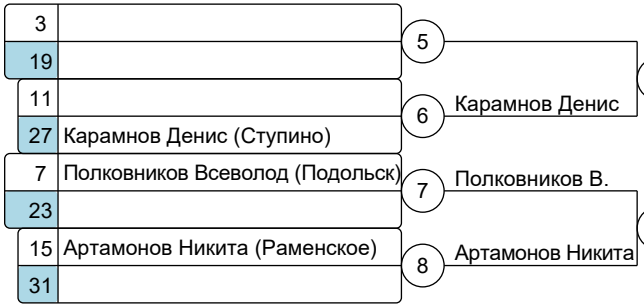 3
5
19
11
6
Карамнов Денис
27 Карамнов Денис (Ступино)
7 Полковников Всеволод (Подольск)
7
Полковников В.
23
15 Артамонов Никита (Раменское)
8
Артамонов Никита
31